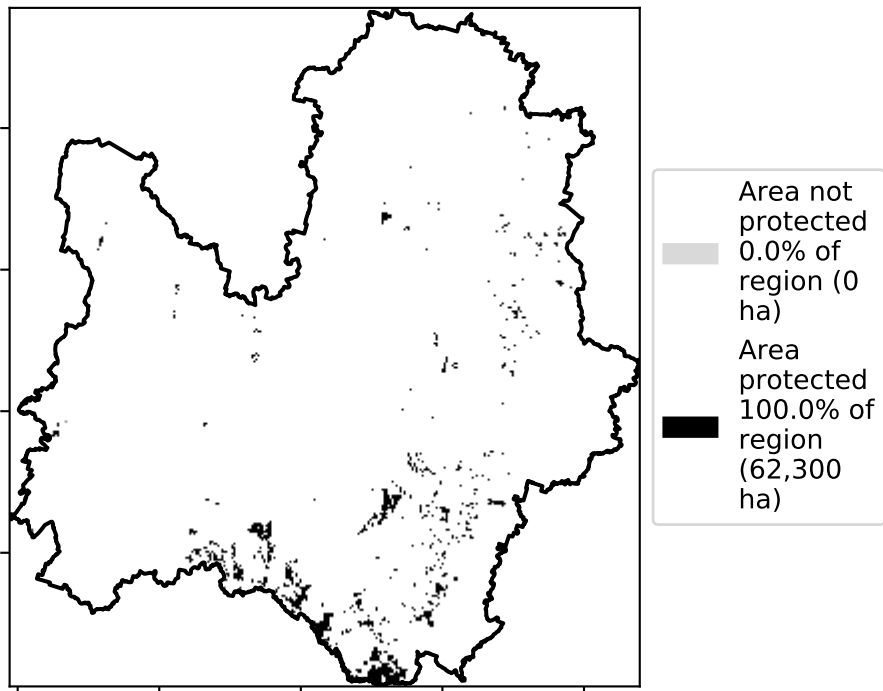 Area not
protected
0.0% of
region (0
ha)
Area
protected
100.0% of
region
(62,300
ha)